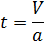 t = V/a